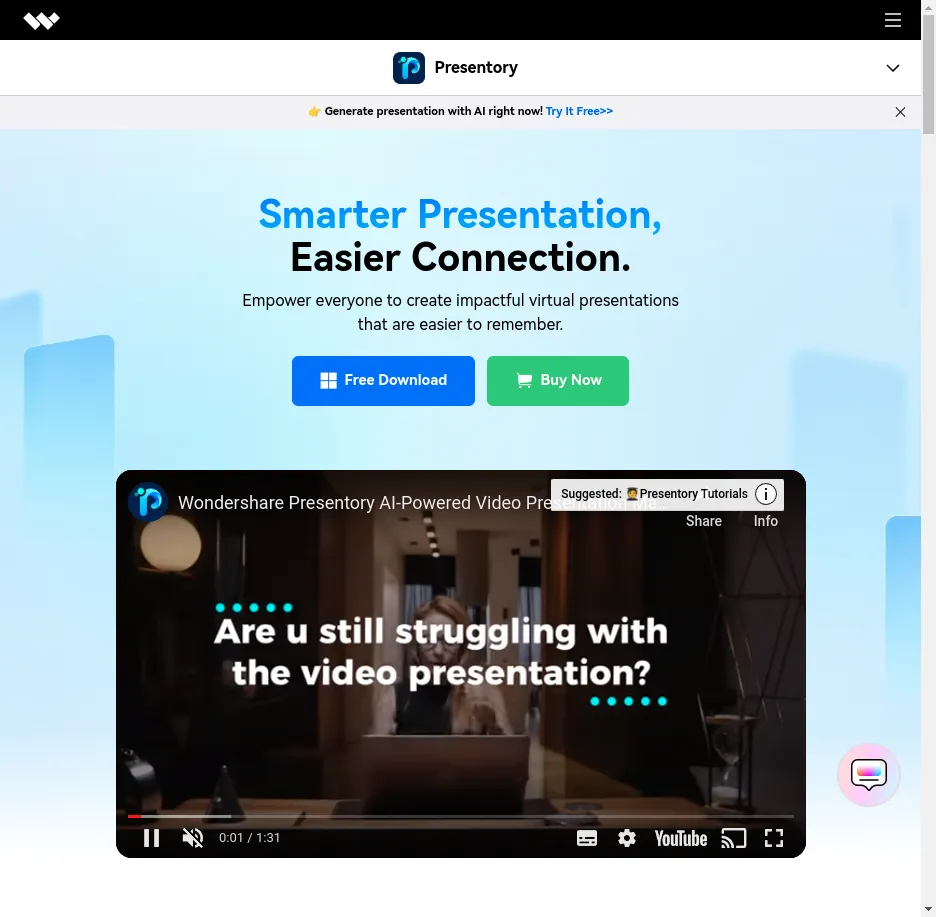 Presentory
👉 Generate presentation with AI right now! Try It Free>>
Smarter Presentation,
Easier Connection.
Empower everyone to create impactful virtual presentations
that are easier to remember.
Free Download
Buy Now
Wondershare Presentory AI-Powered Video Presentation Ma...
Suggested: 🧑‍🏫Presentory Tutorials
Share
Info
Are u still struggling with
the video presentation?
0:01 / 1:31
YouTube